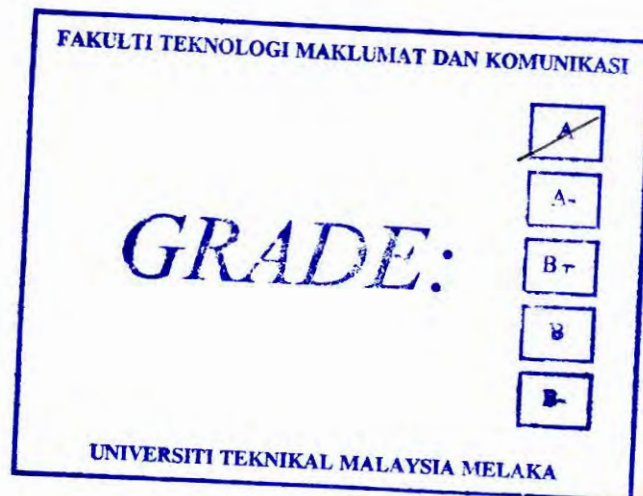 FAKULTI TEKNOLOGI MAKLUMAT DAN KOMUNIKASI
A
A-
GRADE:
B+
B
B-
UNIVERSITI TEKNIKAL MALAYSIA MELAKA